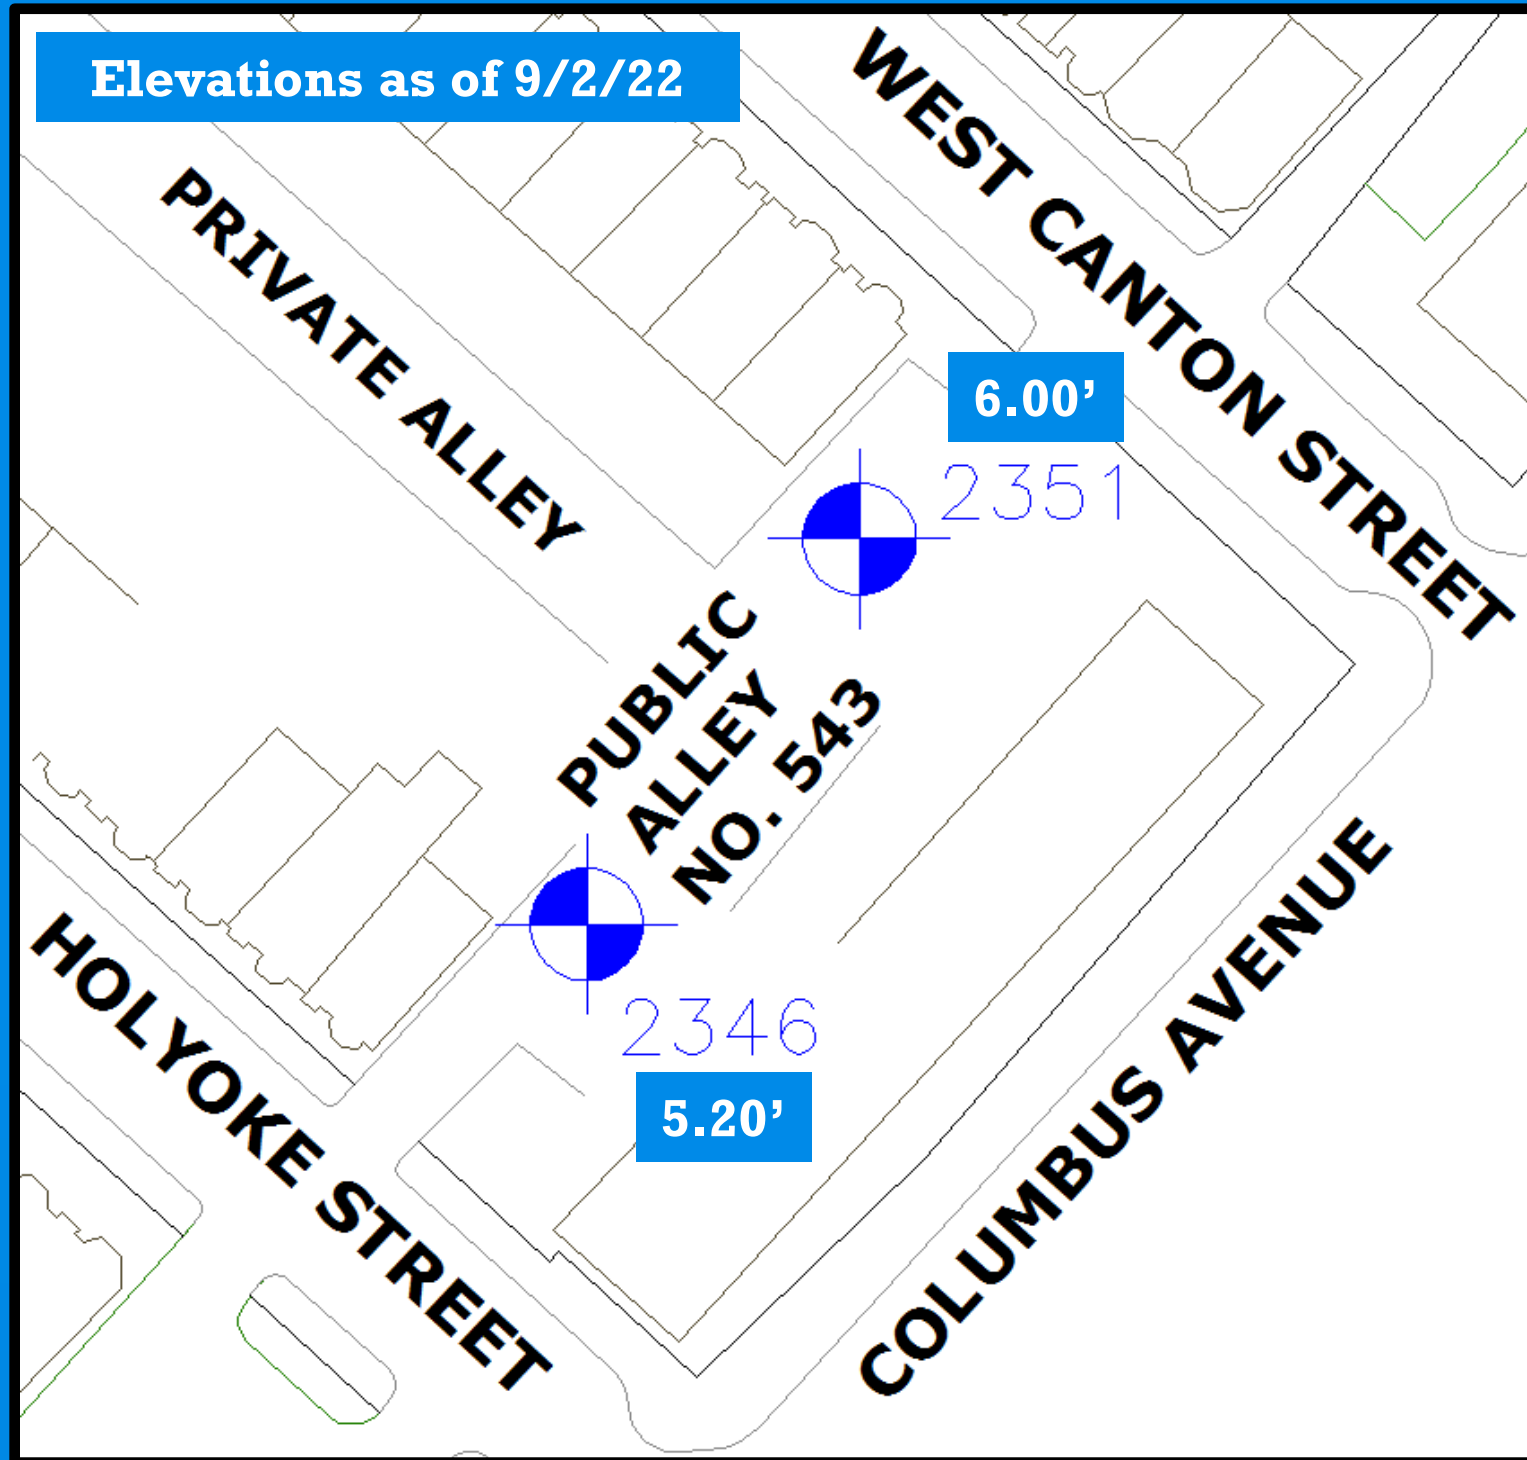 Elevations as of 9/2/22
WEST CANTON STREET
PRIVATE ALLEY
6.00’
2351
PUBLIC
ALLEY
NO. 543
2346
5.20’
HOLYOKE STREET
COLUMBUS AVENUE